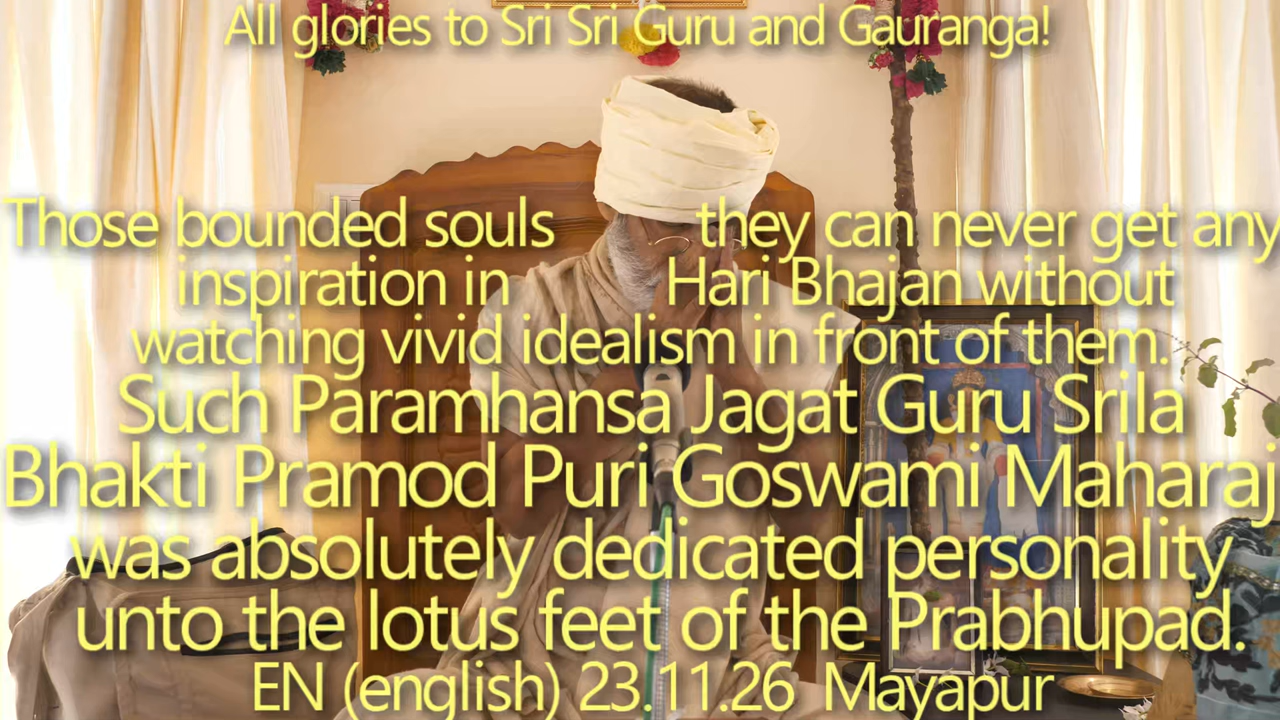 All glories to Sri Sri Guru and Gauranga!
Those bounded souls they can never get any
inspiration in Hari Bhajan without
watching vivid idealism in front of them.
Such Paramhansa Jagat Guru Srila
Bhakti Pramod Puri Goswami Maharaj
was absolutely dedicated personality
unto the lotus feet of the Prabhupad.
EN (english) 23.11.26 Mayapur